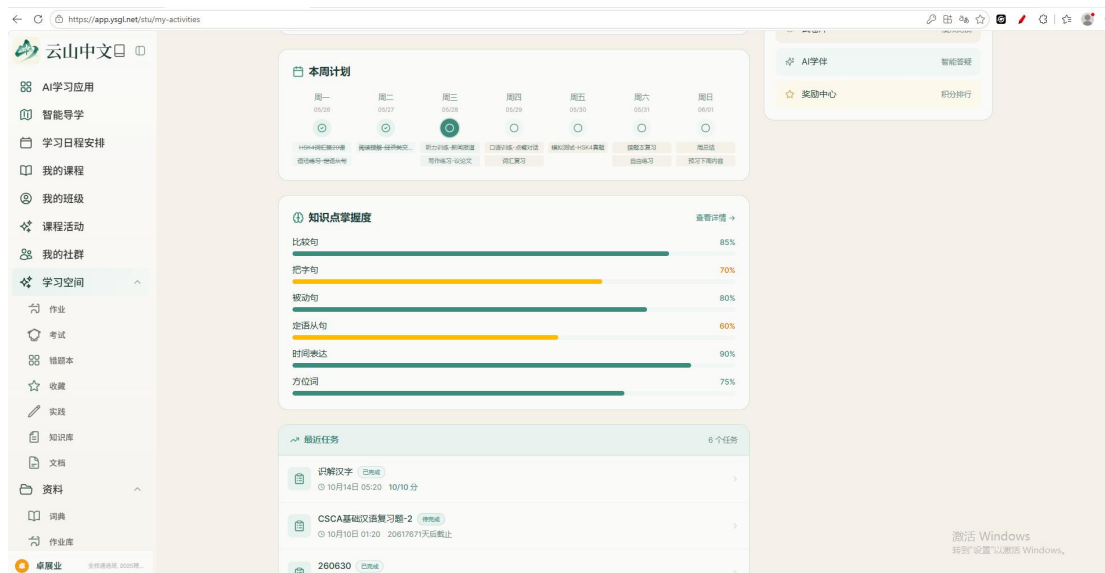 https://app.ysgl.net/stu/my-activities
云山中文
AI学习应用
智能导学
学习日程安排
我的课程
我的班级
课程活动
我的社群
学习空间
作业
考试
错题本
收藏
实践
知识库
文档
资料
词典
作业库
卓展业
本周计划
周一 周二 周三 周四 周五 周六 周日
05/26 05/27 05/28 05/29 05/30 05/31 06/01
听力训练-新闻报道 口语训练-点餐对话 模拟测试-HSK4真题 错题本复习 周总结
写作练习-议论文 词汇复习 自由练习 预习下周内容
知识点掌握度 查看详情 →
比较句 85%
把字句 70%
被动句 80%
定语从句 60%
时间表达 90%
方位词 75%
最近任务 6 个任务
识解汉字 已完成
10月14日 05:20 10/10 分
CSCA基础汉语复习题-2 待完成
10月10日 01:20 20617671天后截止
260630 已完成
AI学伴 智能答疑
奖励中心 积分排行
激活 Windows
转到"设置"以激活 Windows。